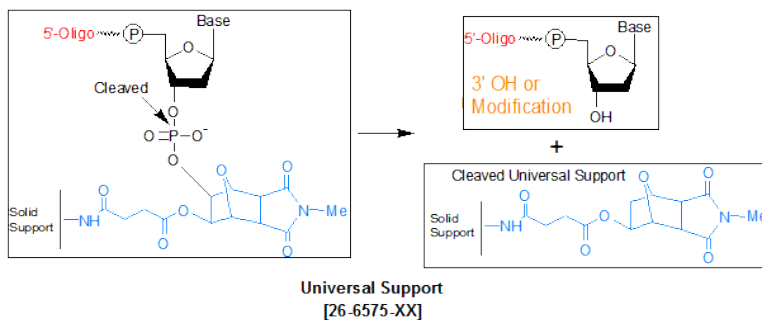 5'-Oligo
P
Base
O
Cleaved
O
O=P-O⁻
O
O
O
Solid
Support
NH
O
O
O
N
Me
O
5'-Oligo
P
Base
O
3' OH or
Modification
OH
+
Cleaved Universal Support
Solid
Support
NH
O
O
O
O
O
N
Me
O
Universal Support
[26-6575-XX]